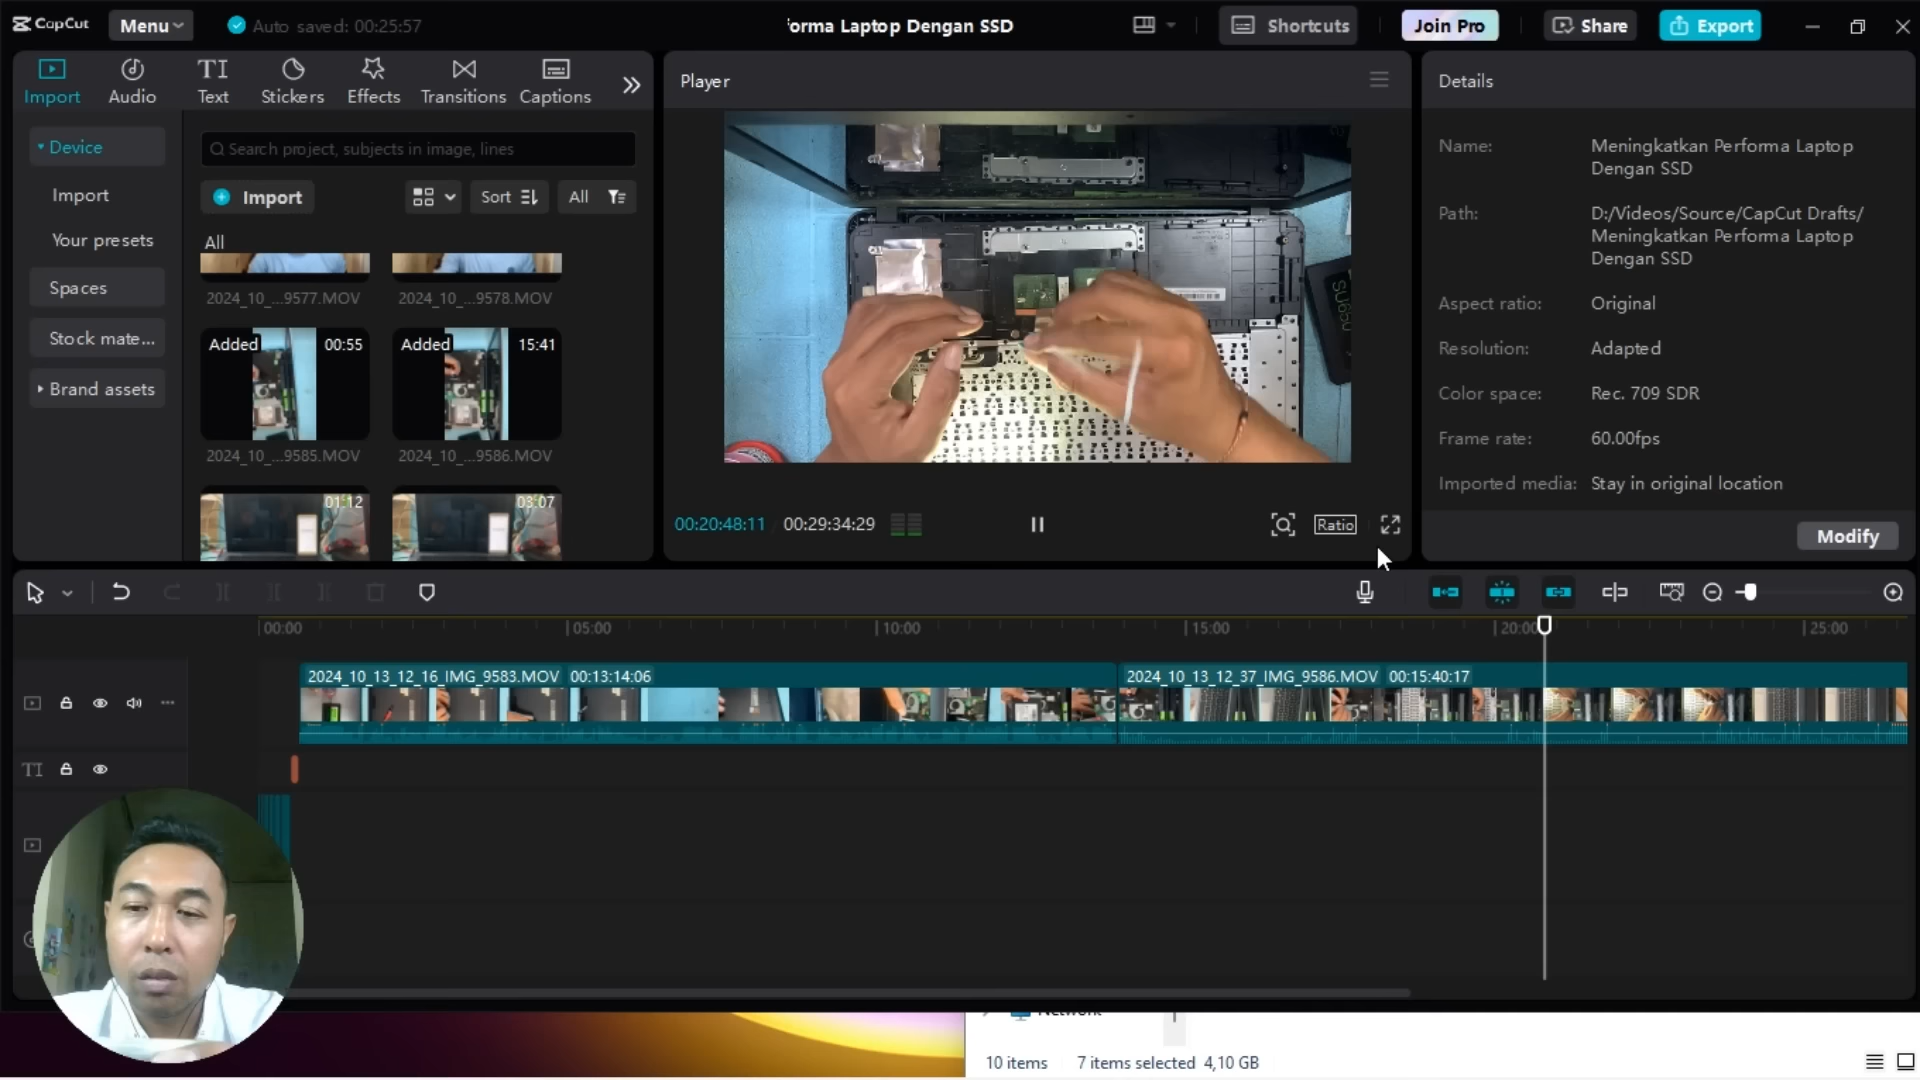 CapCut
Menu
Auto saved: 00:25:57
forma Laptop Dengan SSD
Shortcuts
Join Pro
Share
Export
Import
Audio
TI
Text
Stickers
Effects
Transitions
Captions
Player
Details
Device
Import
Your presets
Spaces
Stock mate...
Brand assets
Search project, subjects in image, lines
Import
Sort
All
All
2024_10_...9577.MOV
2024_10_...9578.MOV
Added
00:55
Added
15:41
2024_10_...9585.MOV
2024_10_...9586.MOV
01:12
03:07
00:20:48:11
00:29:34:29
Ratio
Name:
Meningkatkan Performa Laptop
Dengan SSD
Path:
D:/Videos/Source/CapCut Drafts/
Meningkatkan Performa Laptop
Dengan SSD
Aspect ratio:
Original
Resolution:
Adapted
Color space:
Rec. 709 SDR
Frame rate:
60.00fps
Imported media:
Stay in original location
Modify
00:00
05:00
10:00
15:00
20:00
25:00
2024_10_13_12_16_IMG_9583.MOV
00:13:14:06
2024_10_13_12_37_IMG_9586.MOV
00:15:40:17
TI
Network
10 items
7 items selected
4,10 GB